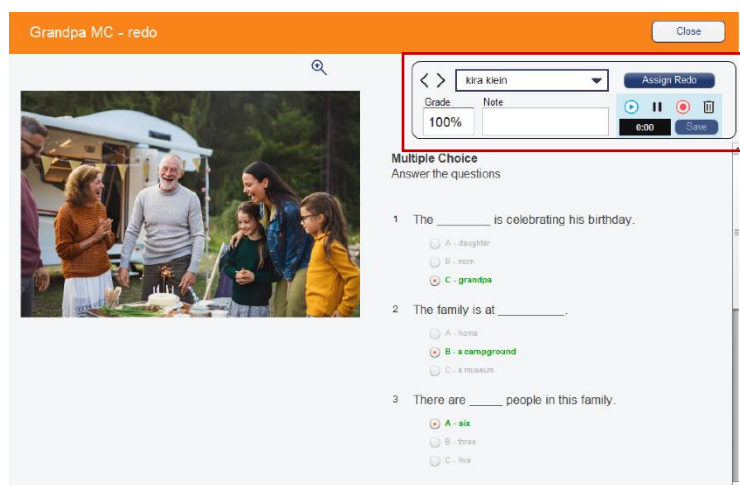 Grandpa MC - redo
Close
kira klein
Assign Redo
Grade
Note
100%
0:00
Save
Multiple Choice
Answer the questions
1 The ________ is celebrating his birthday.
A - daughter
B - mom
C - grandpa
2 The family is at __________.
A - home
B - a campground
C - a museum
3 There are _____ people in this family.
A - six
B - three
C - five